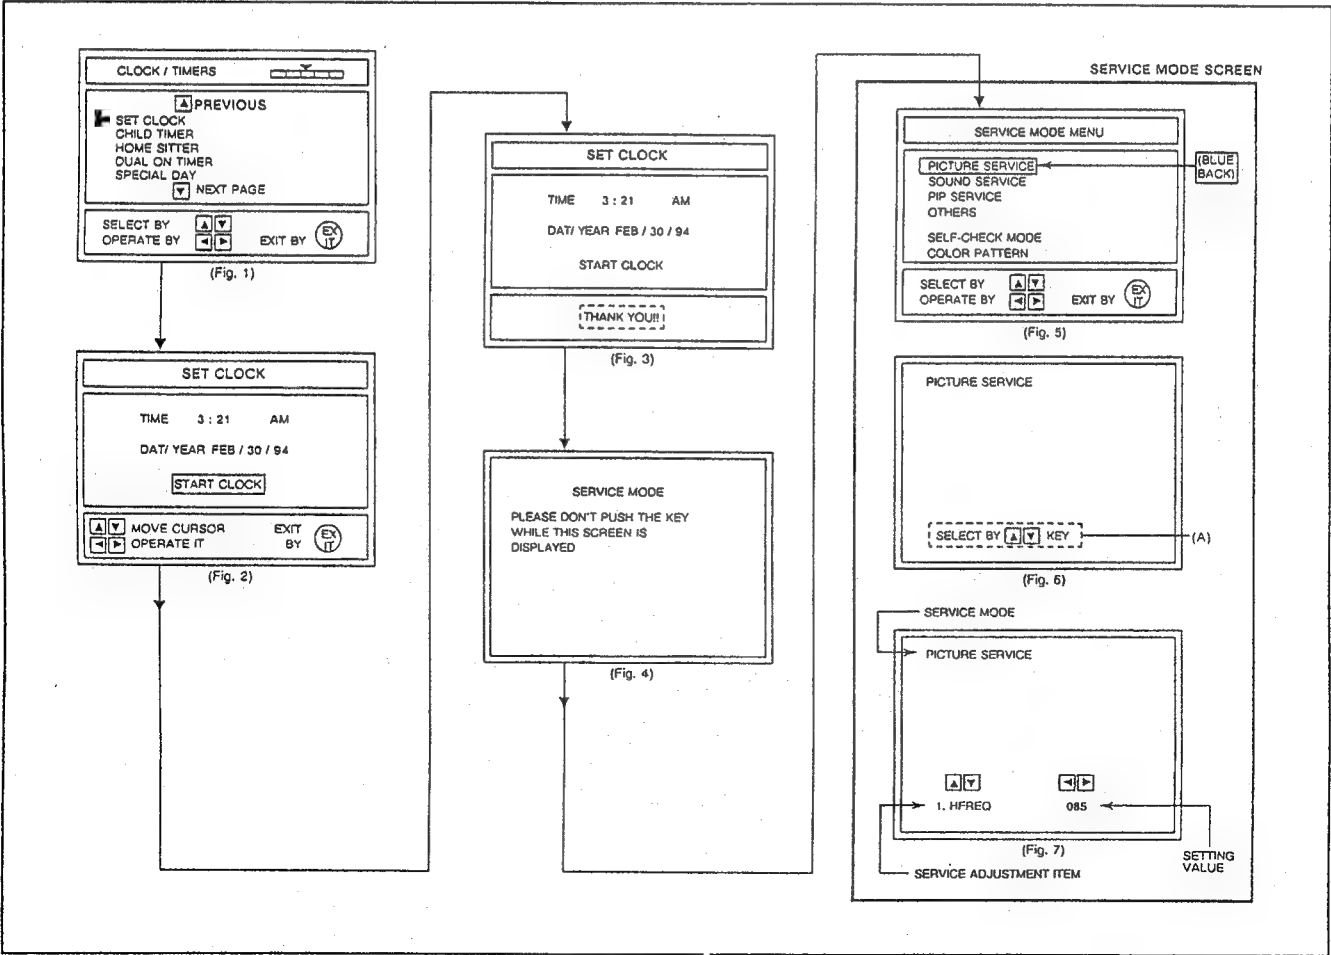 CLOCK / TIMERS
▲ PREVIOUS
SET CLOCK
CHILD TIMER
HOME SITTER
DUAL ON TIMER
SPECIAL DAY
▼ NEXT PAGE
SELECT BY ▲ ▼
OPERATE BY ◄ ► EXIT BY EXIT
(Fig. 1)
SET CLOCK
TIME 3 : 21 AM
DAT/ YEAR FEB / 30 / 94
START CLOCK
▲ ▼ MOVE CURSOR EXIT
◄ ► OPERATE IT BY EXIT
(Fig. 2)
SET CLOCK
TIME 3 : 21 AM
DAT/ YEAR FEB / 30 / 94
START CLOCK
THANK YOU!!
(Fig. 3)
SERVICE MODE
PLEASE DON'T PUSH THE KEY
WHILE THIS SCREEN IS
DISPLAYED
(Fig. 4)
SERVICE MODE SCREEN
SERVICE MODE MENU
PICTURE SERVICE
(BLUE
BACK)
SOUND SERVICE
PIP SERVICE
OTHERS
SELF-CHECK MODE
COLOR PATTERN
SELECT BY ▲ ▼
OPERATE BY ◄ ► EXIT BY EXIT
(Fig. 5)
PICTURE SERVICE
SELECT BY ▲ ▼ KEY
(A)
(Fig. 6)
SERVICE MODE
PICTURE SERVICE
▲ ▼ ◄ ►
1. HFREQ 085
(Fig. 7)
SETTING
VALUE
SERVICE ADJUSTMENT ITEM